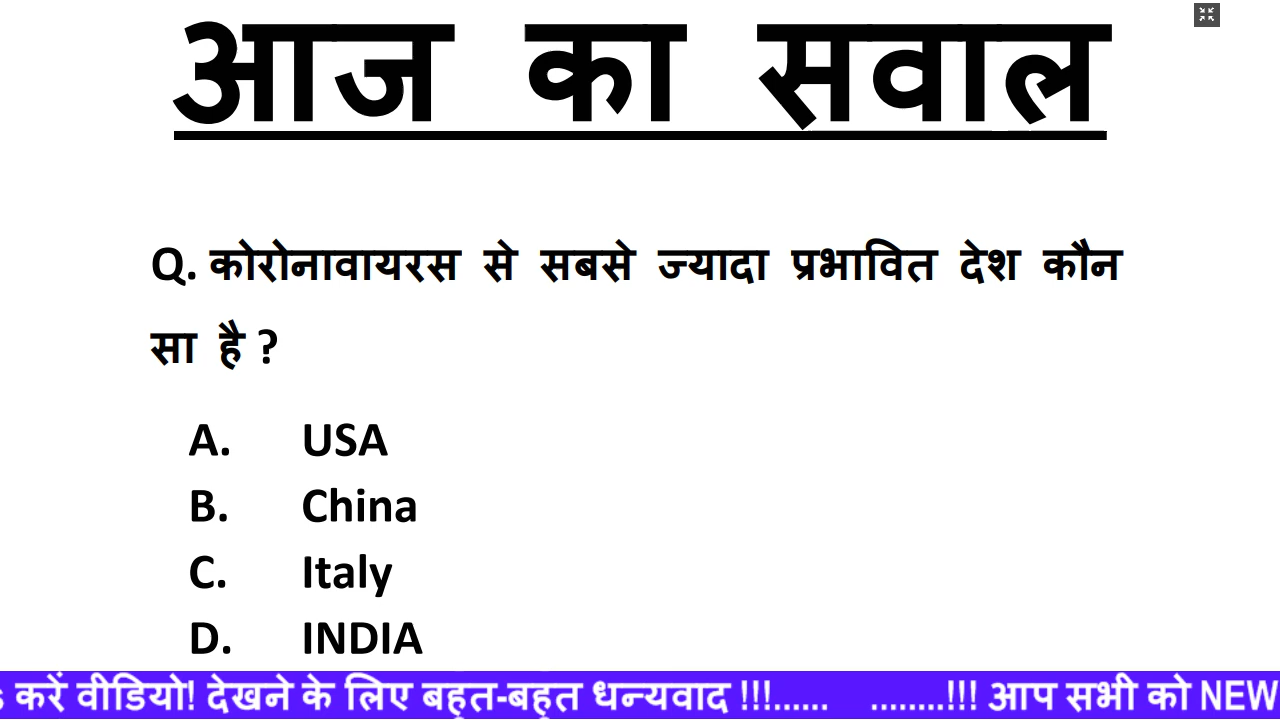 आज का सवाल
Q. कोरोनावायरस से सबसे ज्यादा प्रभावित देश कौन
सा है ?
A. USA
B. China
C. Italy
D. INDIA
करें वीडियो! देखने के लिए बहुत-बहुत धन्यवाद !!!...... ........!!! आप सभी को NEW